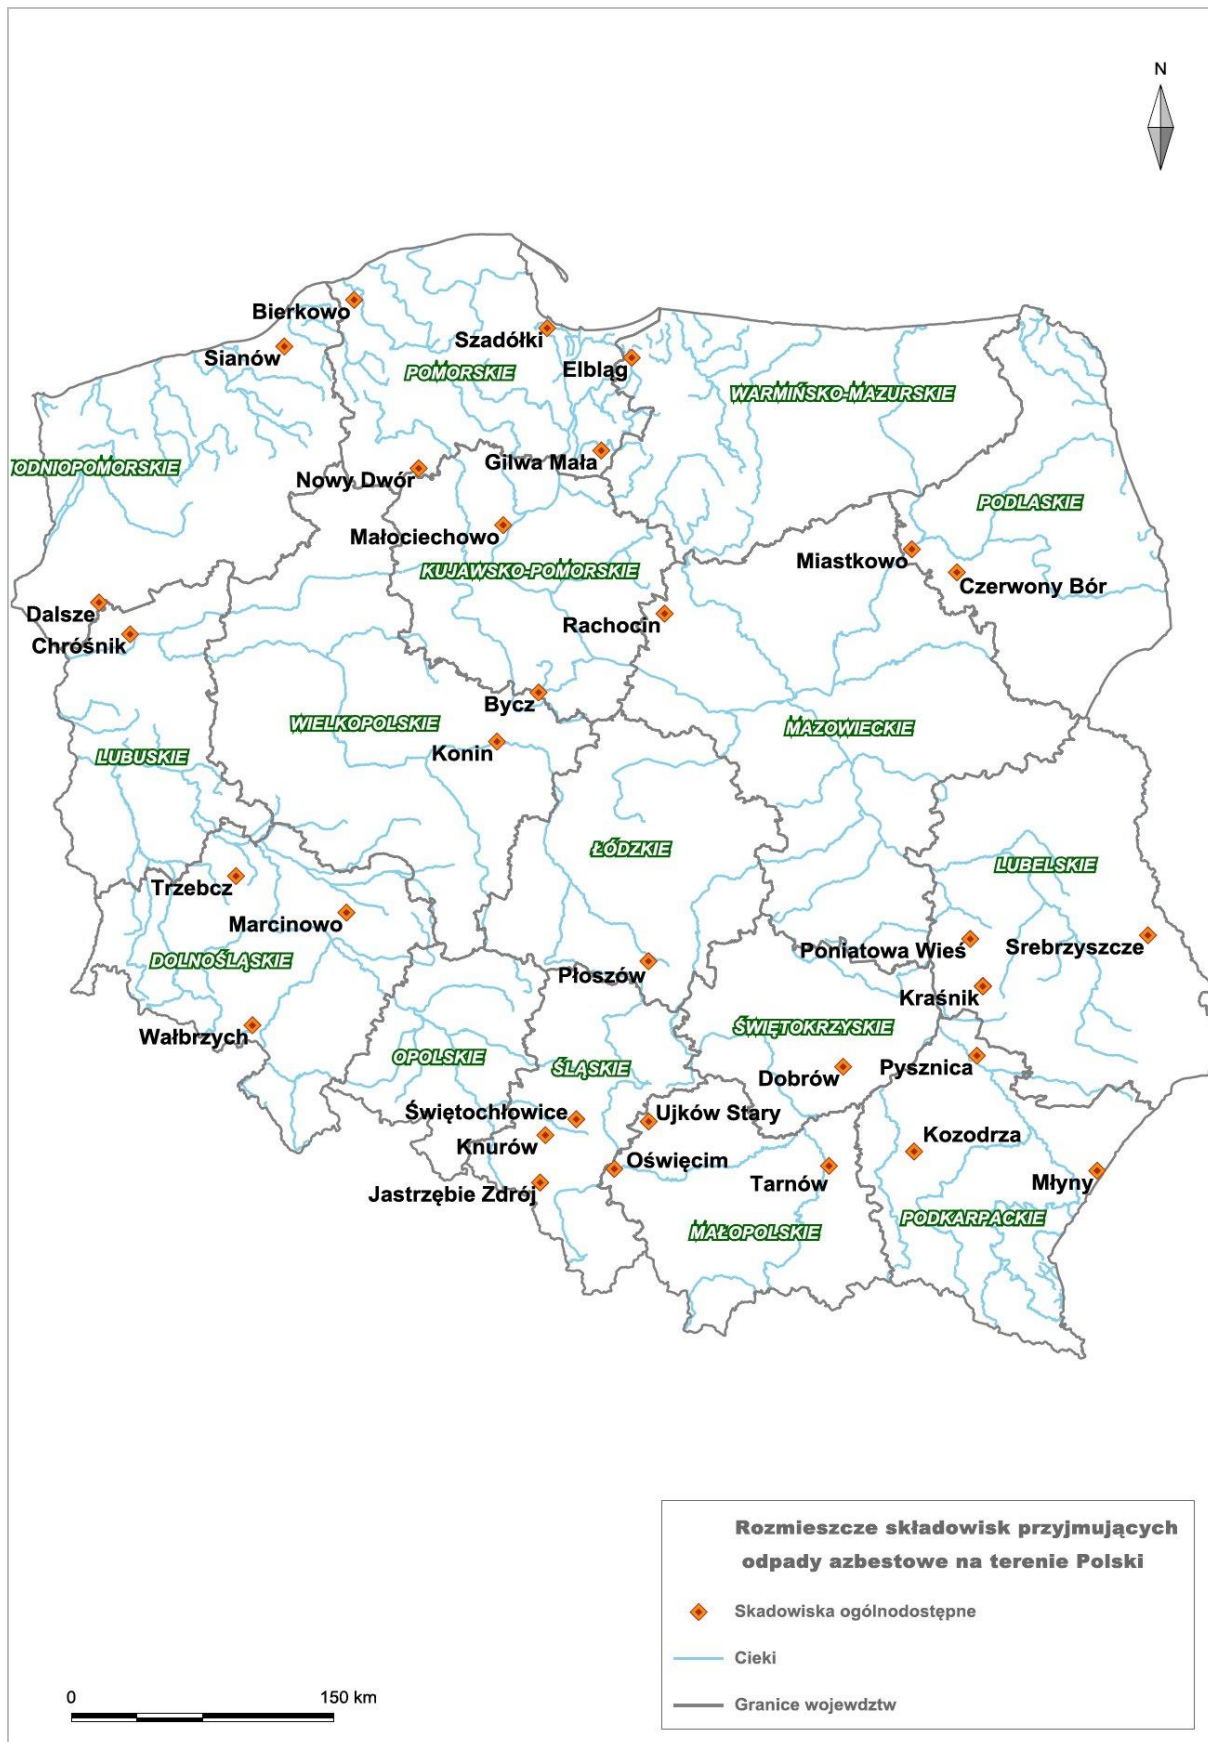 N
Bierkowo
Szadółki
Sianów
Elbląg
POMORSKIE
WARMIŃSKO-MAZURSKIE
ODNIOPOMORSKIE
Gilwa Mała
Nowy Dwór
PODLASKIE
Małociechowo
Miastkowo
KUJAWSKO-POMORSKIE
Czerwony Bór
Dalsze
Rachocin
Chróśnik
Bycz
WIELKOPOLSKIE
MAZOWIECKIE
Konin
LUBUSKIE
ŁÓDZKIE
LUBELSKIE
Trzebcz
Marcinowo
Poniatowa Wieś
Srebrzyszcze
DOLNOŚLĄSKIE
Płoszów
Kraśnik
Wałbrzych
ŚWIĘTOKRZYSKIE
OPOLSKIE
ŚLĄSKIE
Pysznica
Dobrów
Świętochłowice
Ujków Stary
Knurów
Kozodrza
Oświęcim
Jastrzębie Zdrój
Tarnów
Młyny
MAŁOPOLSKIE
PODKARPACKIE
Rozmieszcze składowisk przyjmujących
odpady azbestowe na terenie Polski
Skadowiska ogólnodostępne
Cieki
Granice wojewdztw
0 150 km